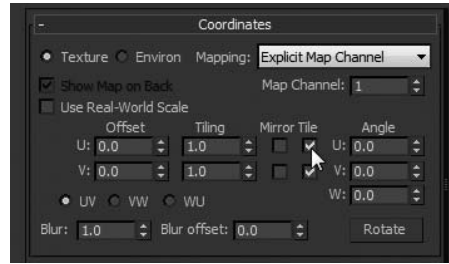 - Coordinates
Texture Environ Mapping: Explicit Map Channel
Show Map on Back Map Channel: 1
Use Real-World Scale
Offset Tiling Mirror Tile Angle
U: 0.0 1.0 U: 0.0
V: 0.0 1.0 V: 0.0
UV VW WU W: 0.0
Blur: 1.0 Blur offset: 0.0 Rotate